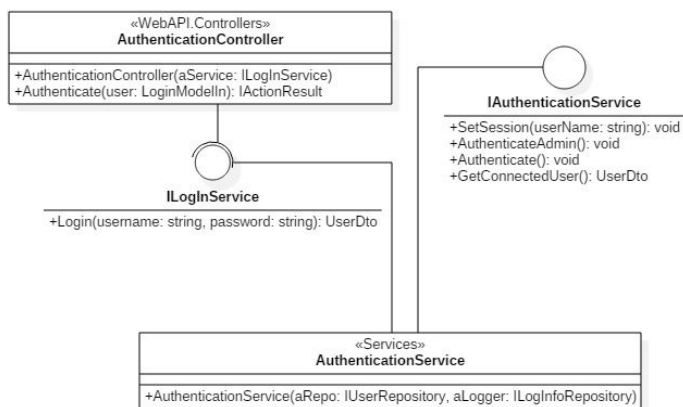 «WebAPI.Controllers»
AuthenticationController
+AuthenticationController(aService: ILogInService)
+Authenticate(user: LoginModelIn): IActionResult
IAuthenticationService
+SetSession(userName: string): void
+AuthenticateAdmin(): void
+Authenticate(): void
+GetConnectedUser(): UserDto
ILogInService
+Login(username: string, password: string): UserDto
«Services»
AuthenticationService
+AuthenticationService(aRepo: IUserRepository, aLogger: ILogInfoRepository)